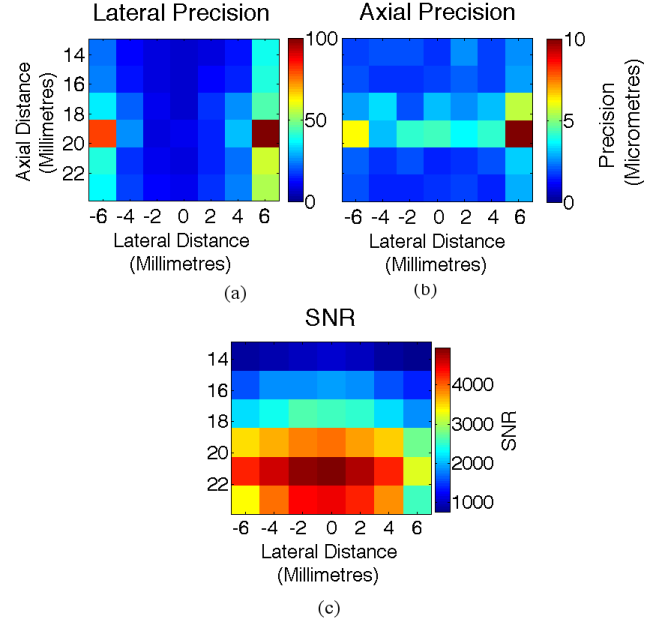 Lateral Precision
Axial Precision
14
16
18
20
22
Axial Distance
(Millimetres)
-6 -4 -2 0 2 4 6
Lateral Distance
(Millimetres)
100
50
0
(a)
-6 -4 -2 0 2 4 6
Lateral Distance
(Millimetres)
10
5
0
Precision
(Micrometres)
(b)
SNR
14
16
18
20
22
-6 -4 -2 0 2 4 6
Lateral Distance
(Millimetres)
4000
3000
2000
1000
SNR
(c)